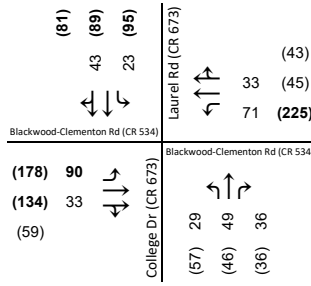 (81) (89) (95)
43 23
Laurel Rd (CR 673)
(43)
33 (45)
71 (225)
Blackwood-Clementon Rd (CR 534)
Blackwood-Clementon Rd (CR 534
(178) 90
(134) 33
(59)
College Dr (CR 673)
29 49 36
(57) (46) (36)